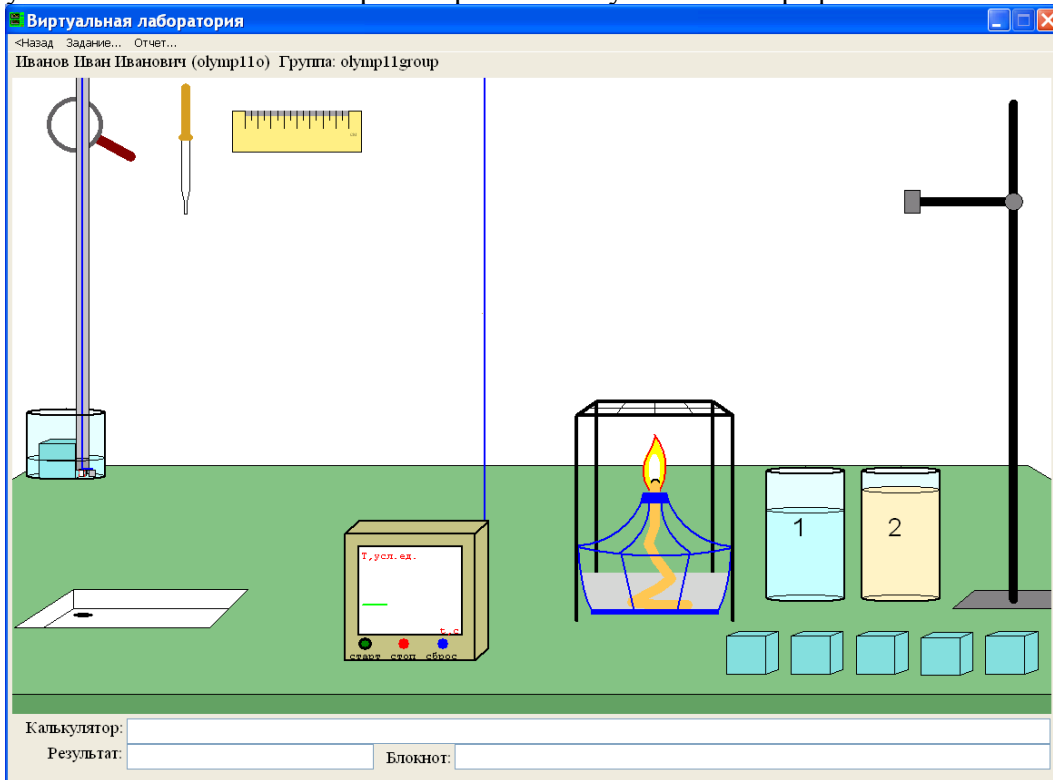 Виртуальная лаборатория
<Назад Задание... Отчет...
Иванов Иван Иванович (olymp11o) Группа: olymp11group
T,усл.ед.
1
2
t,c
старт стоп сброс
Калькулятор:
Результат:
Блокнот: